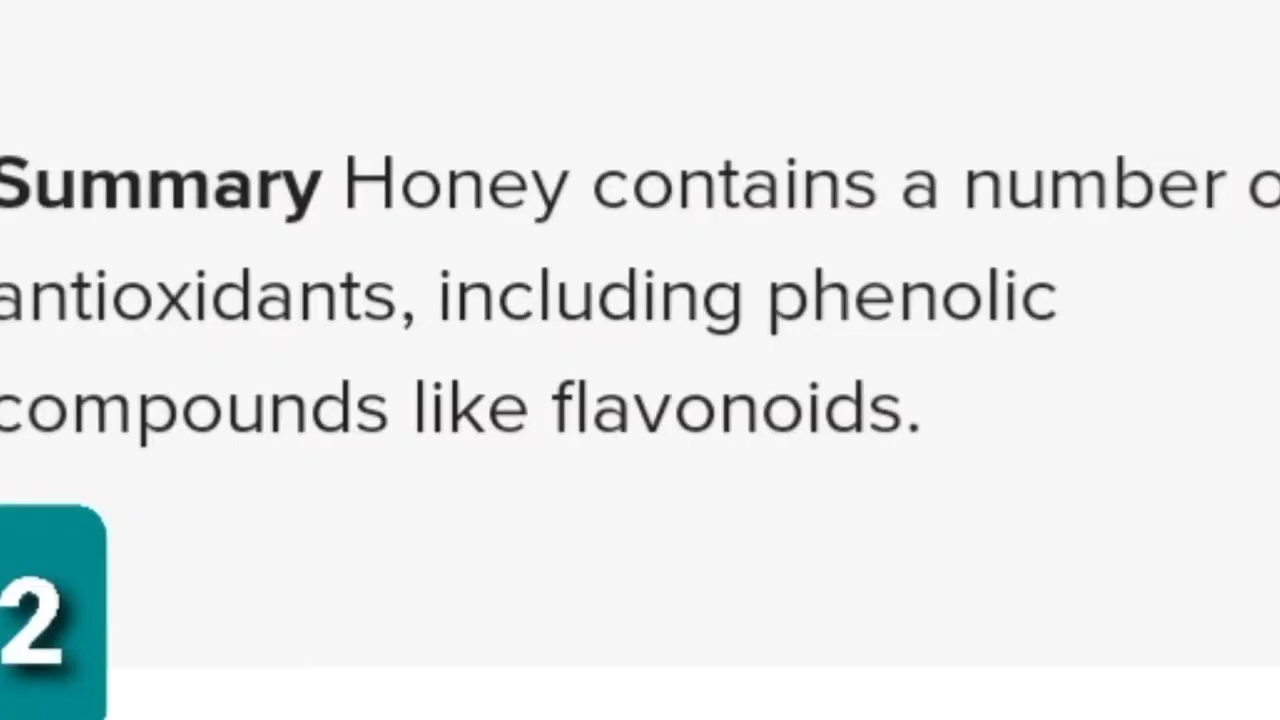 Summary Honey contains a number o
antioxidants, including phenolic
compounds like flavonoids.
2